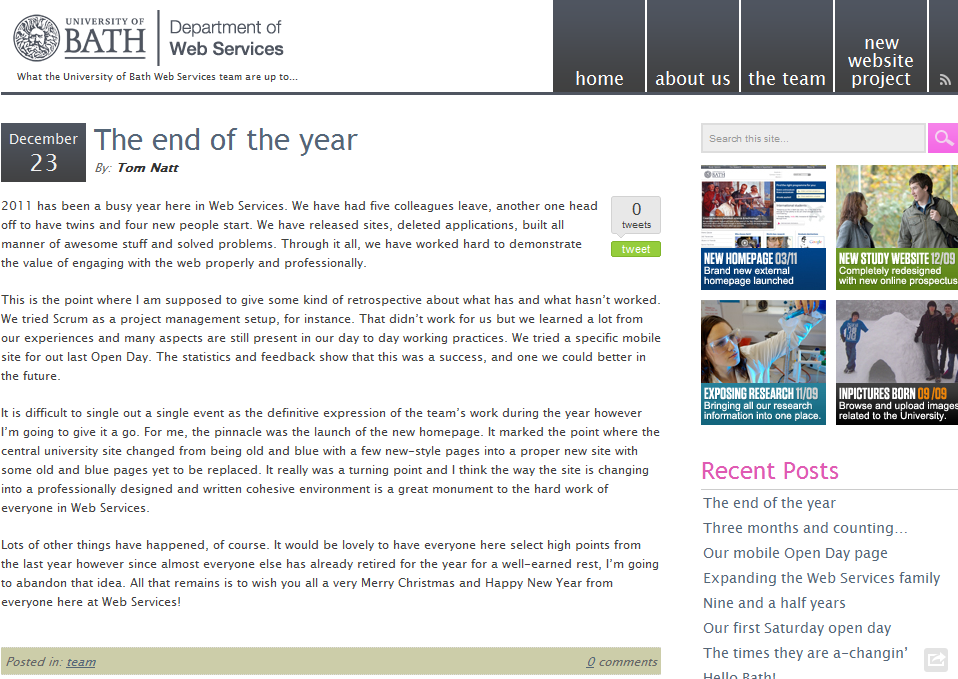 UNIVERSITY OF
BATH
Department of
Web Services
What the University of Bath Web Services team are up to...
home
about us
the team
new
website
project
December
23
The end of the year
By: Tom Natt
2011 has been a busy year here in Web Services. We have had five colleagues leave, another one head
off to have twins and four new people start. We have released sites, deleted applications, built all
manner of awesome stuff and solved problems. Through it all, we have worked hard to demonstrate
the value of engaging with the web properly and professionally.
0
tweets
tweet
This is the point where I am supposed to give some kind of retrospective about what has and what hasn’t worked.
We tried Scrum as a project management setup, for instance. That didn’t work for us but we learned a lot from
our experiences and many aspects are still present in our day to day working practices. We tried a specific mobile
site for out last Open Day. The statistics and feedback show that this was a success, and one we could better in
the future.
It is difficult to single out a single event as the definitive expression of the team’s work during the year however
I’m going to give it a go. For me, the pinnacle was the launch of the new homepage. It marked the point where the
central university site changed from being old and blue with a few new-style pages into a proper new site with
some old and blue pages yet to be replaced. It really was a turning point and I think the way the site is changing
into a professionally designed and written cohesive environment is a great monument to the hard work of
everyone in Web Services.
Lots of other things have happened, of course. It would be lovely to have everyone here select high points from
the last year however since almost everyone else has already retired for the year for a well-earned rest, I’m going
to abandon that idea. All that remains is to wish you all a very Merry Christmas and Happy New Year from
everyone here at Web Services!
Posted in: team
0 comments
Search this site...
BATH
NEW HOMEPAGE 03/11
Brand new external
homepage launched
NEW STUDY WEBSITE 12/09
Completely redesigned
with new online prospectus
EXPOSING RESEARCH 11/09
Bringing all our research
information into one place.
INPICTURES BORN 09/09
Browse and upload images
related to the University.
Recent Posts
The end of the year
Three months and counting…
Our mobile Open Day page
Expanding the Web Services family
Nine and a half years
Our first Saturday open day
The times they are a-changin’
Hello Bath!